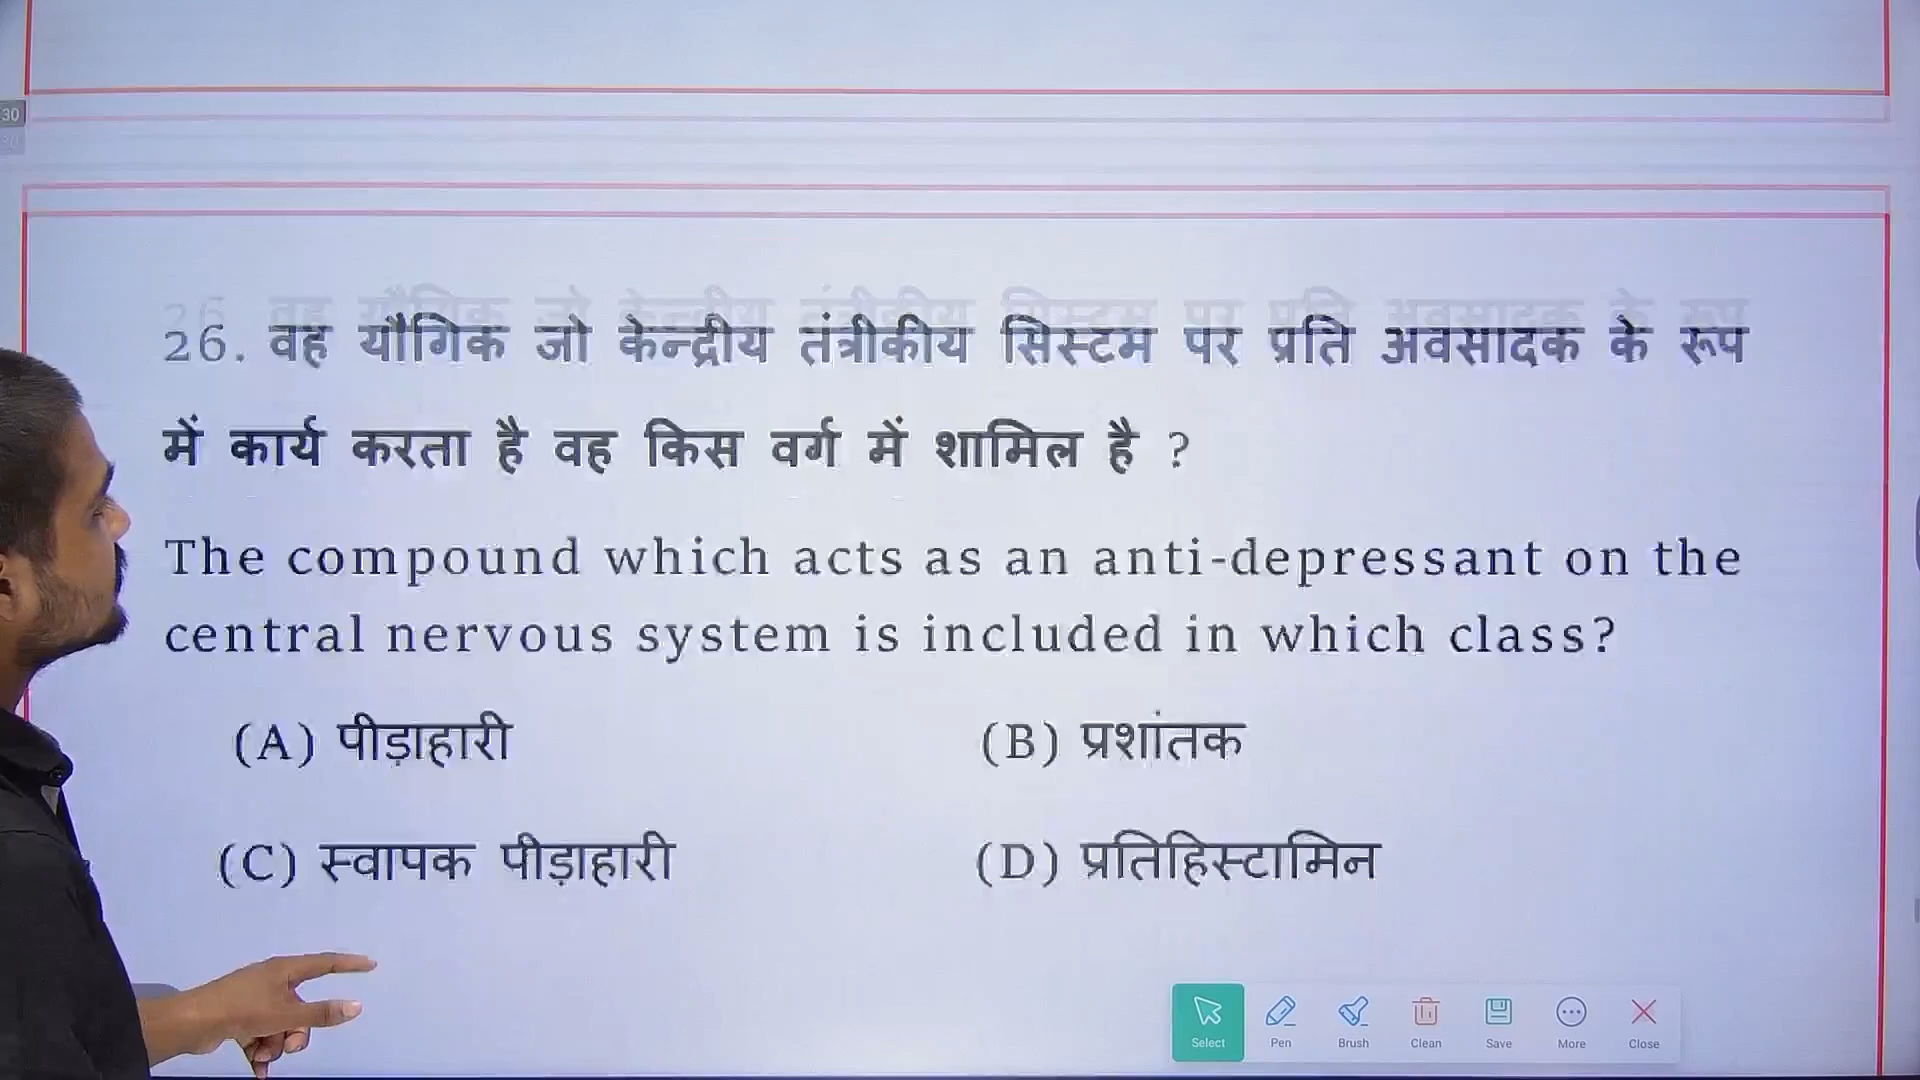 30
26. वह यौगिक जो केन्द्रीय तंत्रीकीय सिस्टम पर प्रति अवसादक के रूप
में कार्य करता है वह किस वर्ग में शामिल है ?
The compound which acts as an anti-depressant on the
central nervous system is included in which class?
(A) पीड़ाहारी (B) प्रशांतक
(C) स्वापक पीड़ाहारी (D) प्रतिहिस्टामिन
Select Pen Brush Clean Save More Close